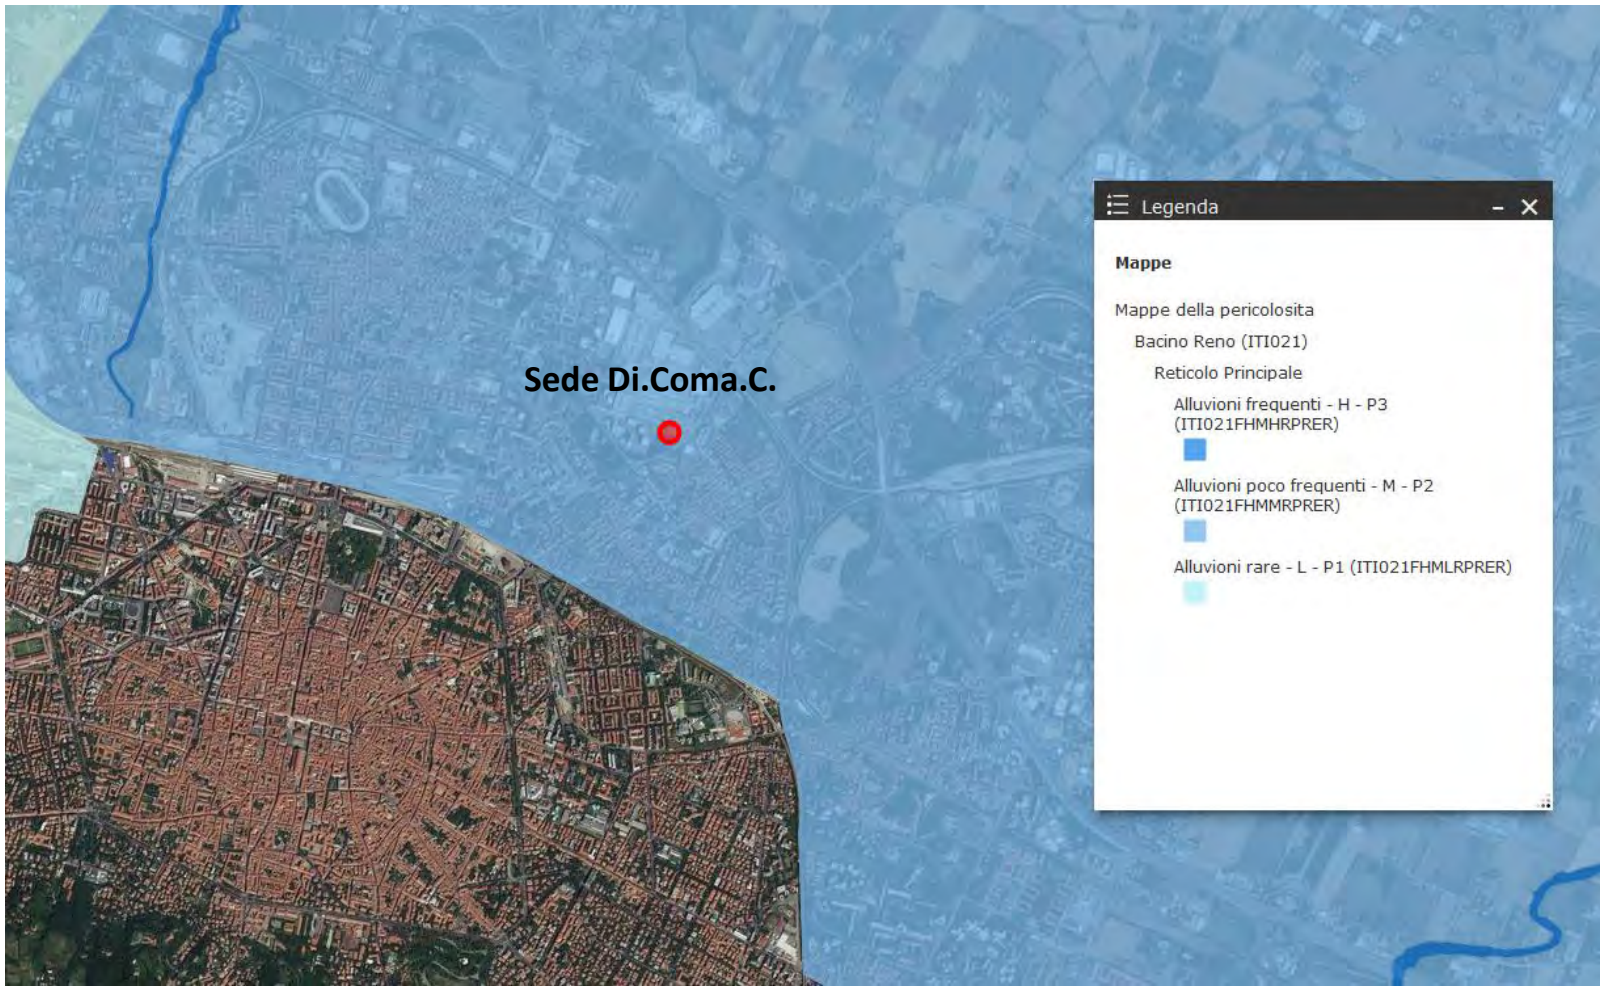 Legenda
Mappe
Mappe della pericolosita
Bacino Reno (ITI021)
Reticolo Principale
Alluvioni frequenti - H - P3
(ITI021FHMHRPRER)
Alluvioni poco frequenti - M - P2
(ITI021FHMMRPRER)
Alluvioni rare - L - P1 (ITI021FHMLRPRER)
Sede Di.Coma.C.